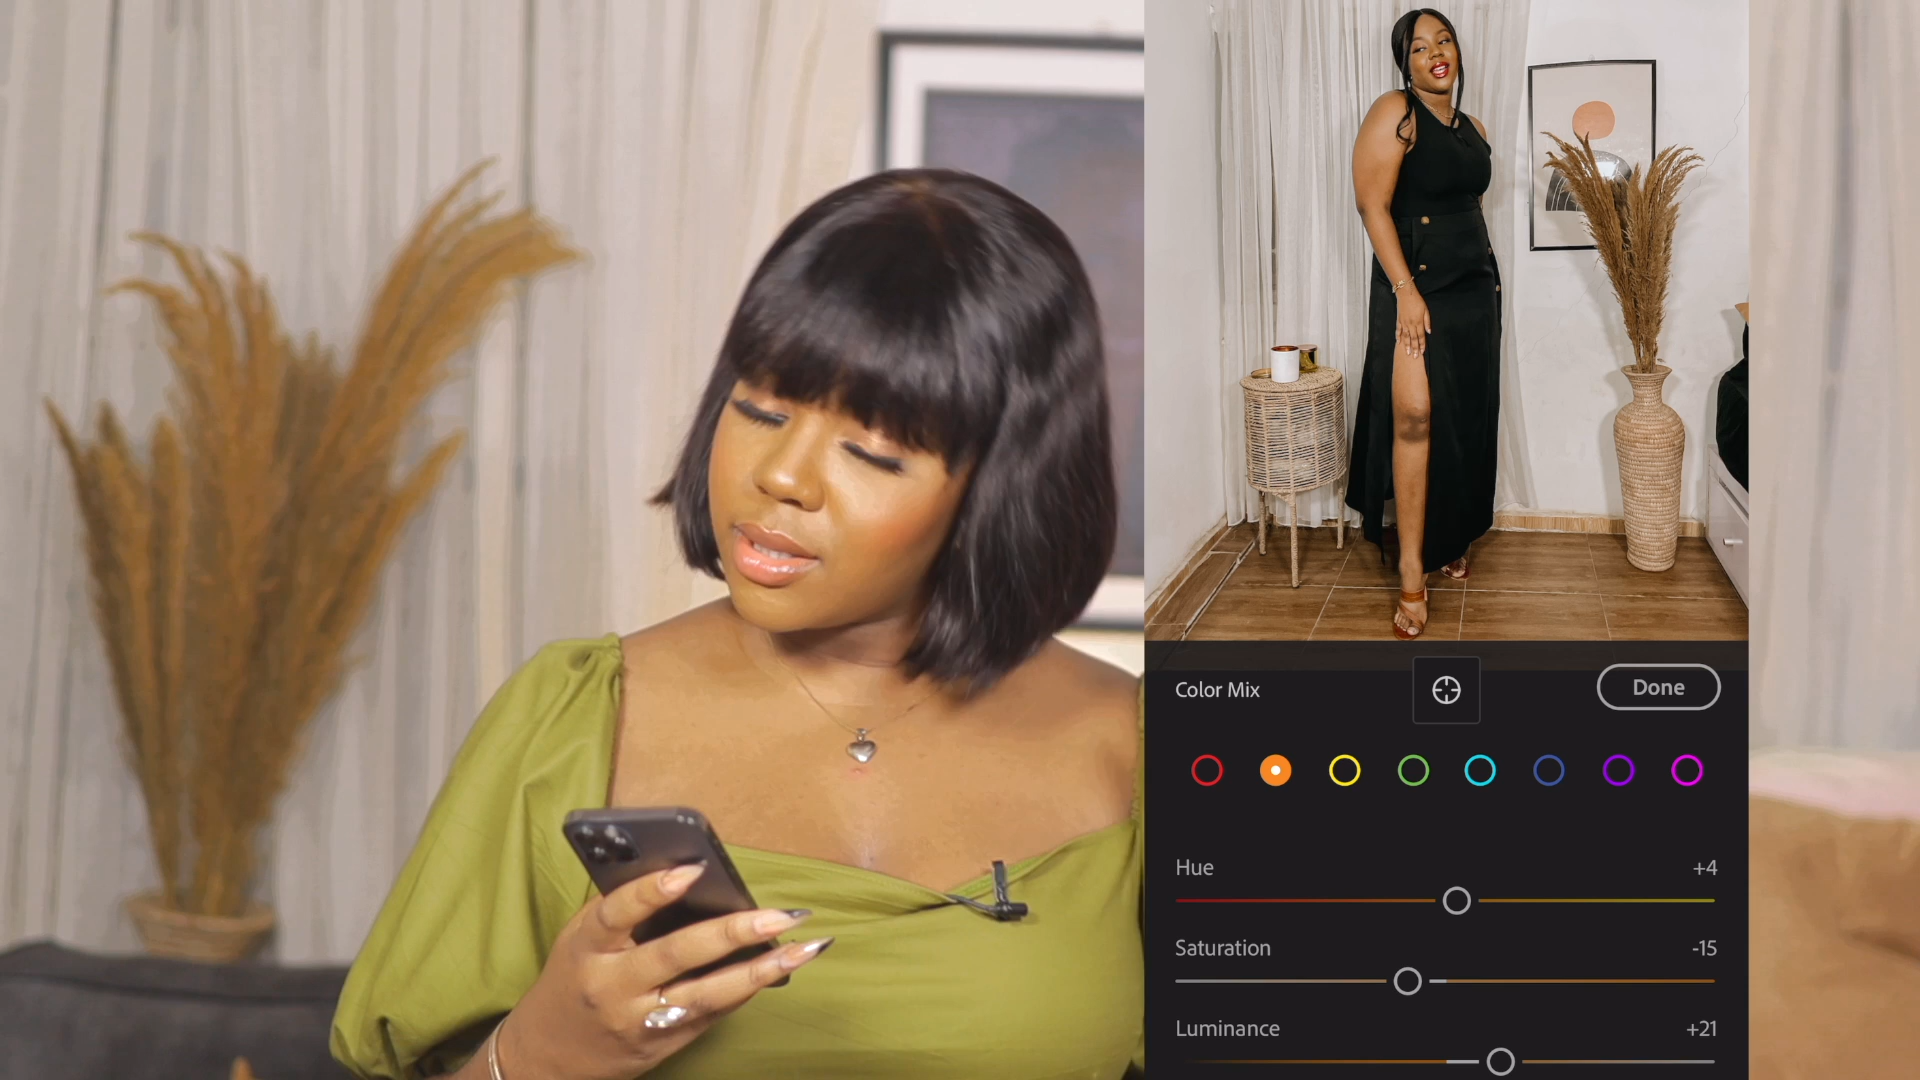 Color Mix
Done
Hue +4
Saturation -15
Luminance +21